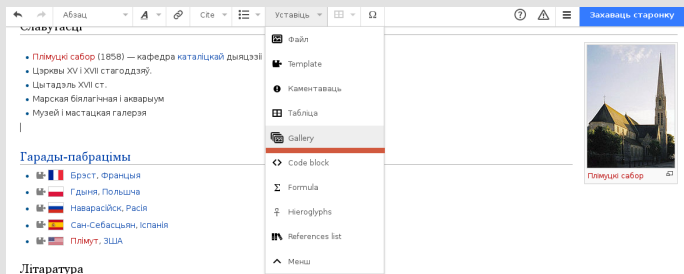 Абзац
A
Cite
Уставіць
Ω
Захаваць старонку
Славутасці
Плімуцкі сабор (1858) — кафедра каталіцкай дыяцэзіі
Цэрквы XV і XVII стагоддзяў.
Цытадэль XVII ст.
Марская біялагічная і акварыум
Музей і мастацкая галерэя
Файл
Template
Каментаваць
Табліца
Gallery
Code block
Formula
Hieroglyphs
References list
Менш
Плімуцкі сабор
Гарады-пабрацімы
Брэст, Францыя
Гдыня, Польшча
Наварасійск, Расія
Сан-Себасцьян, Іспанія
Плімут, ЗША
Літаратура